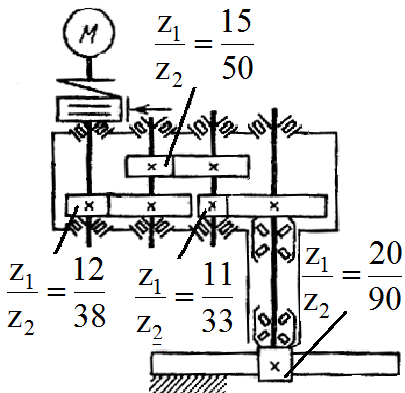 M
z₁/z₂ = 15/50
z₁/z₂ = 12/38
z₁/z₂ = 11/33
z₁/z₂ = 20/90